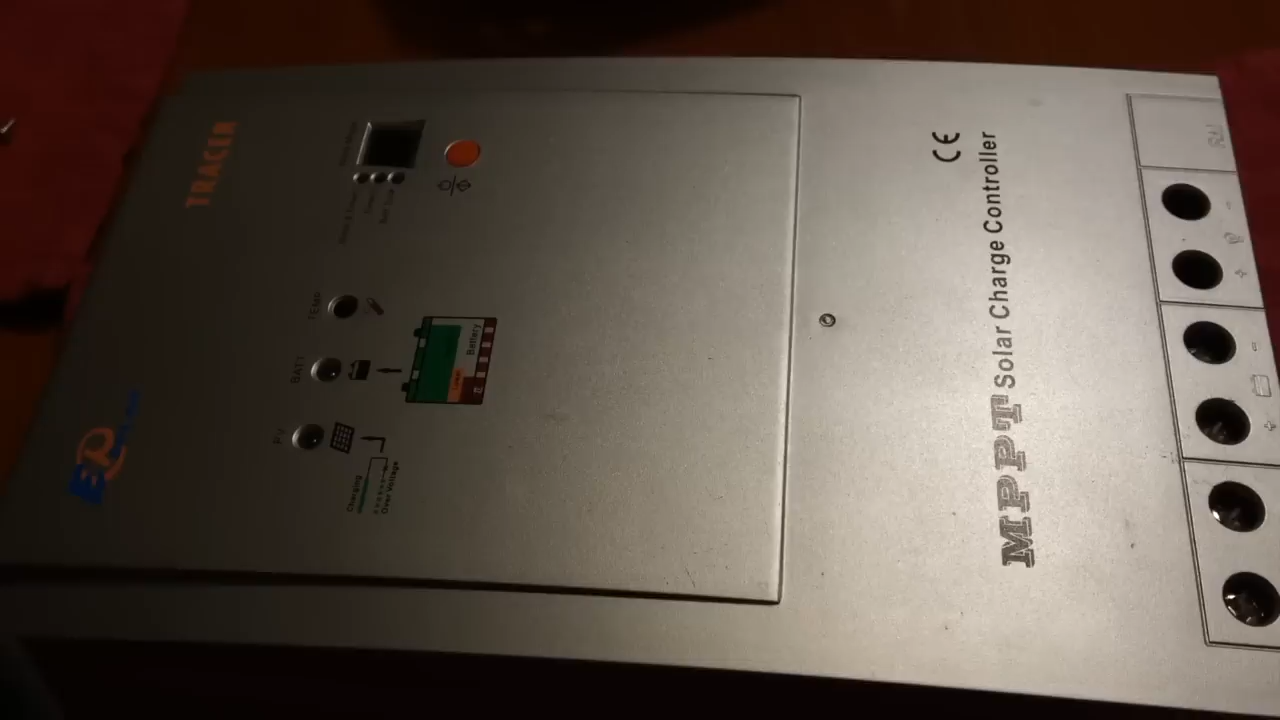 TRACER
TEMP
BATT
PV
Battery
Charging
Over Voltage
CE
MPPT Solar Charge Controller